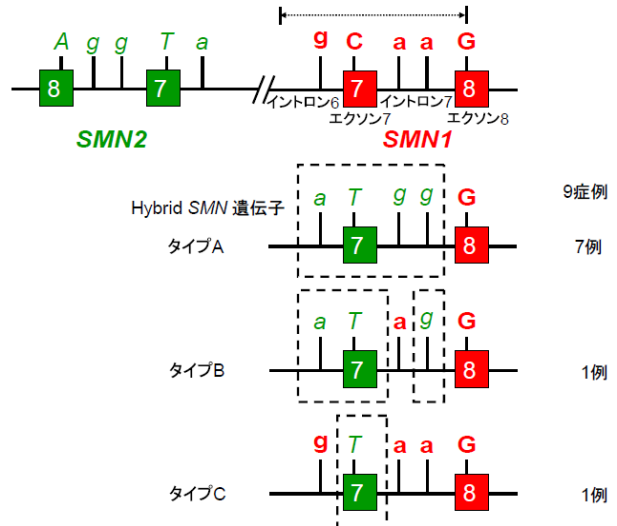 A g g T a g C a a G
8 7 7 8
イントロン6 イントロン7
エクソン7 エクソン8
SMN2 SMN1
a T g g G 9症例
Hybrid SMN 遺伝子
タイプA 7 8 7例
a T a g G
タイプB 7 8 1例
g T a a G
タイプC 7 8 1例